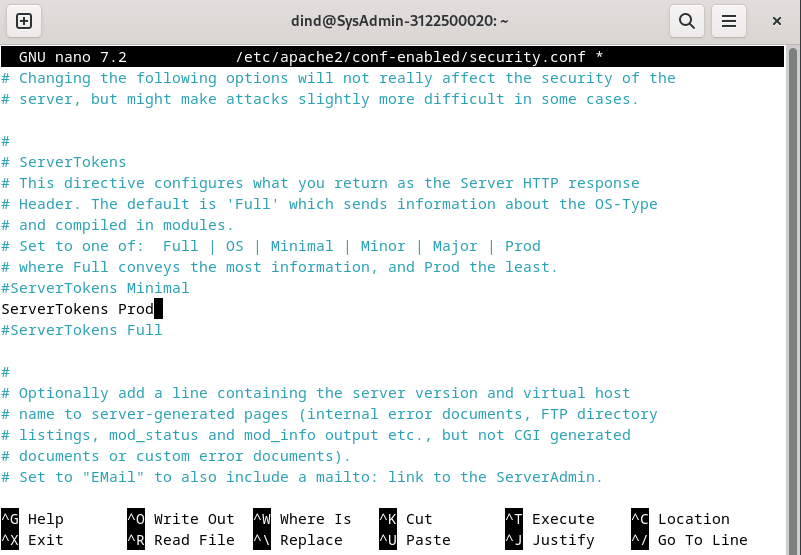 dind@SysAdmin-3122500020: ~
GNU nano 7.2 /etc/apache2/conf-enabled/security.conf *
# Changing the following options will not really affect the security of the
# server, but might make attacks slightly more difficult in some cases.
#
# ServerTokens
# This directive configures what you return as the Server HTTP response
# Header. The default is 'Full' which sends information about the OS-Type
# and compiled in modules.
# Set to one of:  Full | OS | Minimal | Minor | Major | Prod
# where Full conveys the most information, and Prod the least.
#ServerTokens Minimal
ServerTokens Prod
#ServerTokens Full
#
# Optionally add a line containing the server version and virtual host
# name to server-generated pages (internal error documents, FTP directory
# listings, mod_status and mod_info output etc., but not CGI generated
# documents or custom error documents).
# Set to "EMail" to also include a mailto: link to the ServerAdmin.
^G Help ^O Write Out ^W Where Is ^K Cut ^T Execute ^C Location
^X Exit ^R Read File ^\ Replace ^U Paste ^J Justify ^/ Go To Line